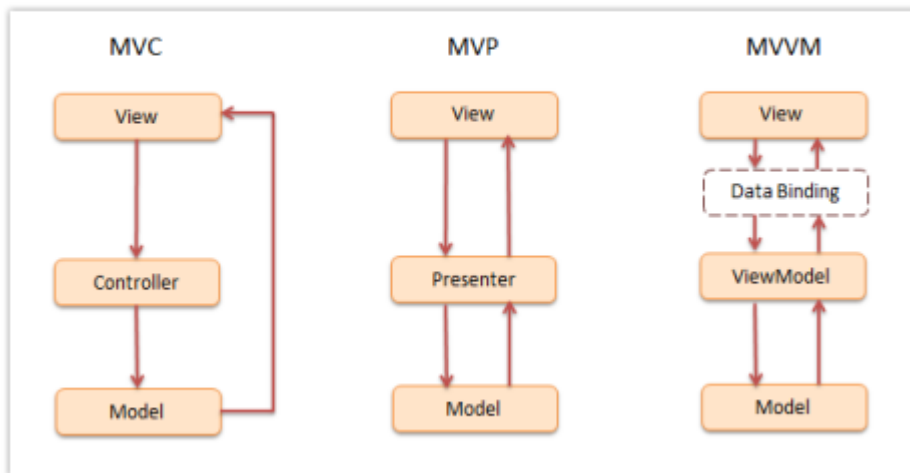 MVC
View
Controller
Model
MVP
View
Presenter
Model
MVVM
View
Data Binding
ViewModel
Model